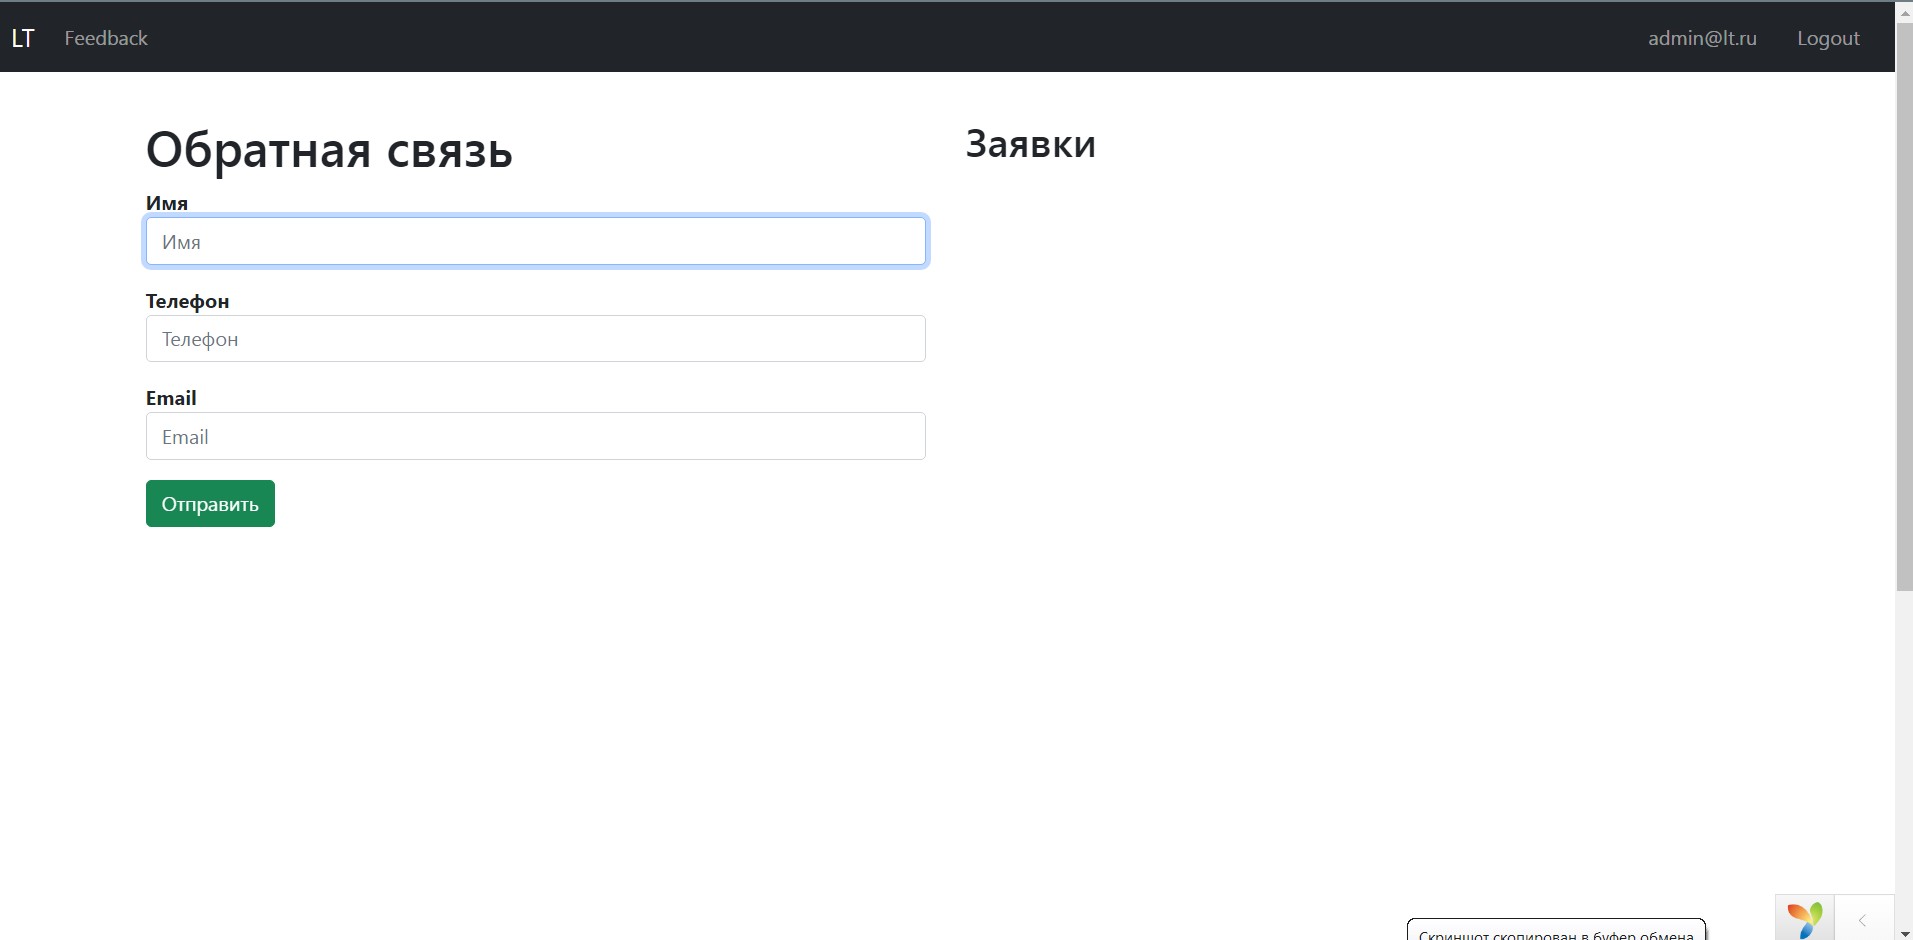 LT Feedback admin@lt.ru Logout
Обратная связь
Имя
Имя
Телефон
Телефон
Email
Email
Отправить
Заявки
Скриншот скопирован в буфер обмена